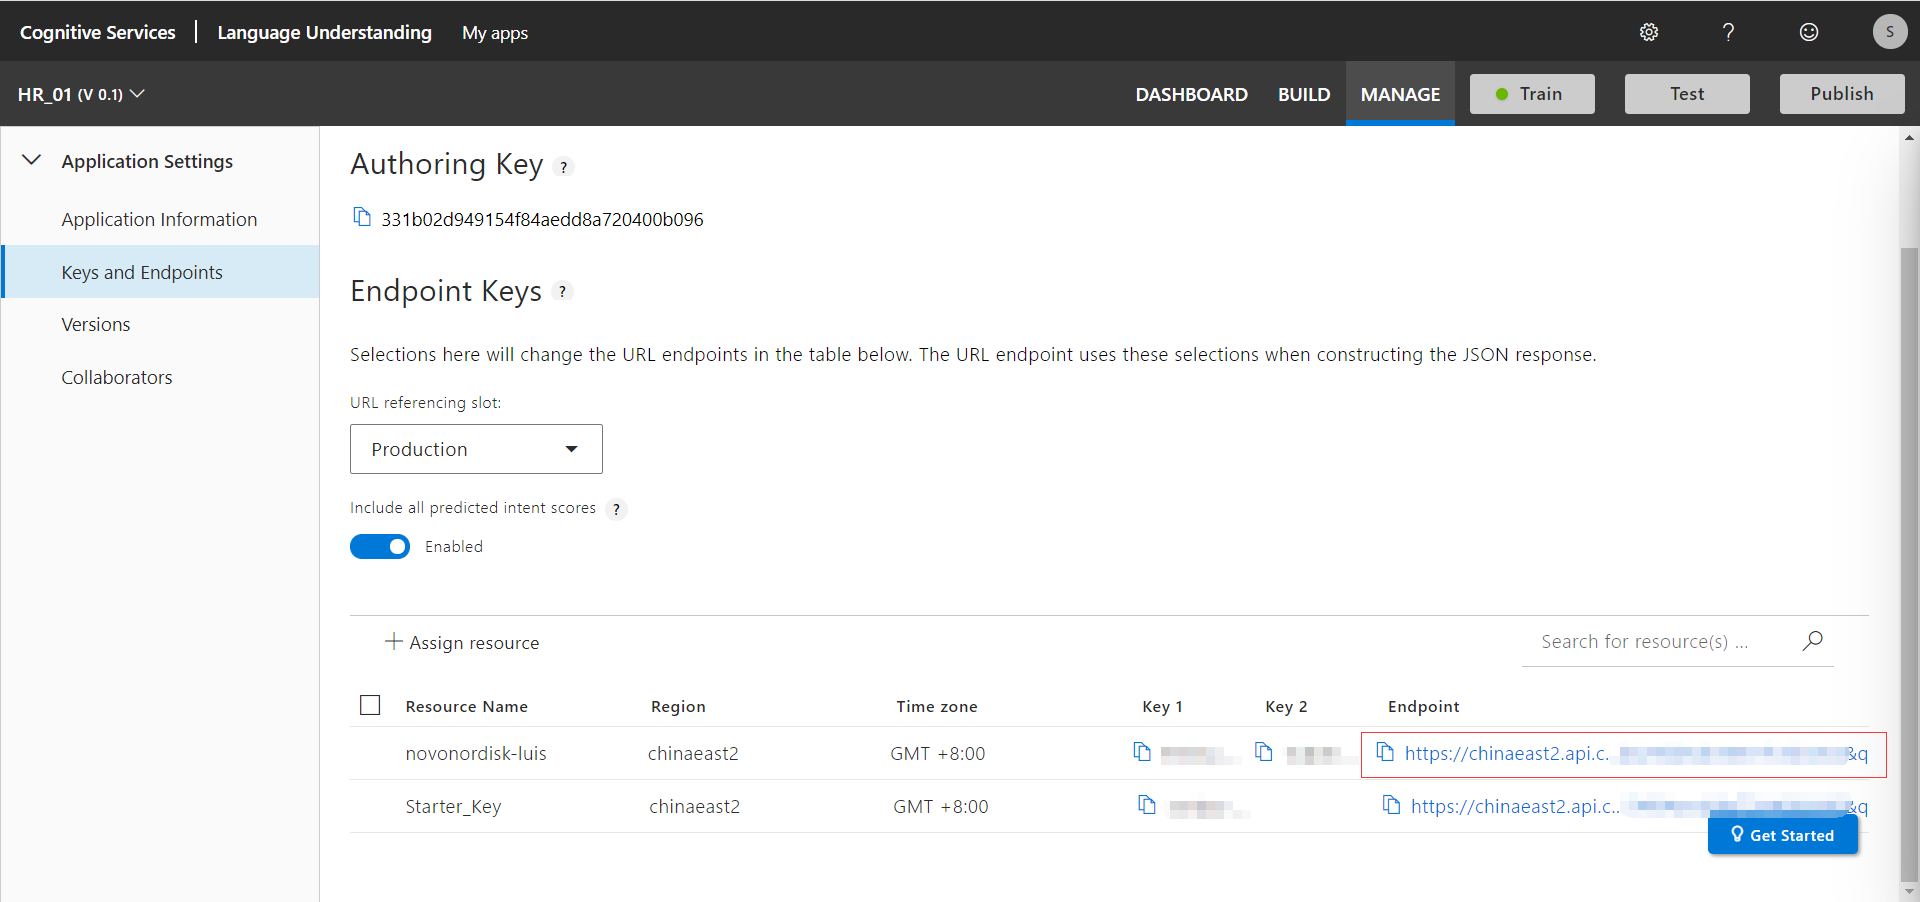 Cognitive Services | Language Understanding My apps ? S
HR_01 (V 0.1) DASHBOARD BUILD MANAGE Train Test Publish
Application Settings
Application Information
Keys and Endpoints
Versions
Collaborators
Authoring Key ?
331b02d949154f84aedd8a720400b096
Endpoint Keys ?
Selections here will change the URL endpoints in the table below. The URL endpoint uses these selections when constructing the JSON response.
URL referencing slot:
Production
Include all predicted intent scores ?
Enabled
+ Assign resource Search for resource(s) ...
Resource Name Region Time zone Key 1 Key 2 Endpoint
novonordisk-luis chinaeast2 GMT +8:00 https://chinaeast2.api.c.. &q
Starter_Key chinaeast2 GMT +8:00 https://chinaeast2.api.c.. &q
Get Started